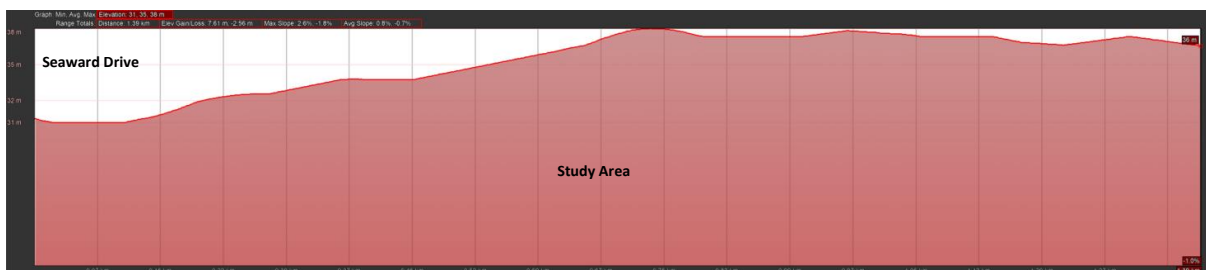 Graph: Min, Avg, Max Elevation: 31, 35, 38 m
Range Totals: Distance: 1.39 km Elev Gain/Loss: 7.61 m, -2.56 m Max Slope: 2.6%, -1.8% Avg Slope: 0.8%, -0.7%
38 m
36 m
Seaward Drive
35 m
32 m
31 m
Study Area
-1.0%